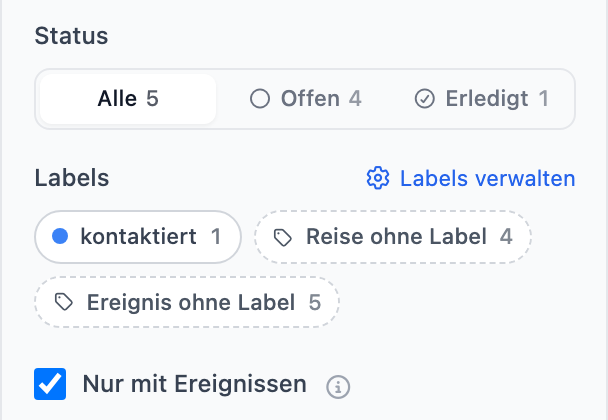 Status
Alle 5 Offen 4 Erledigt 1
Labels Labels verwalten
kontaktiert 1 Reise ohne Label 4
Ereignis ohne Label 5
Nur mit Ereignissen